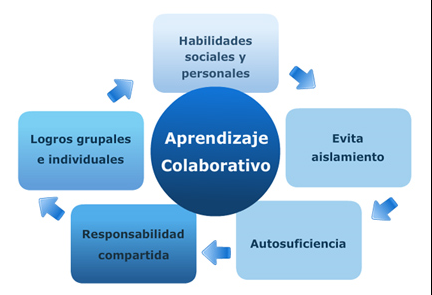 Habilidades
sociales y
personales
Aprendizaje
Colaborativo
Evita
aislamiento
Autosuficiencia
Responsabilidad
compartida
Logros grupales
e individuales